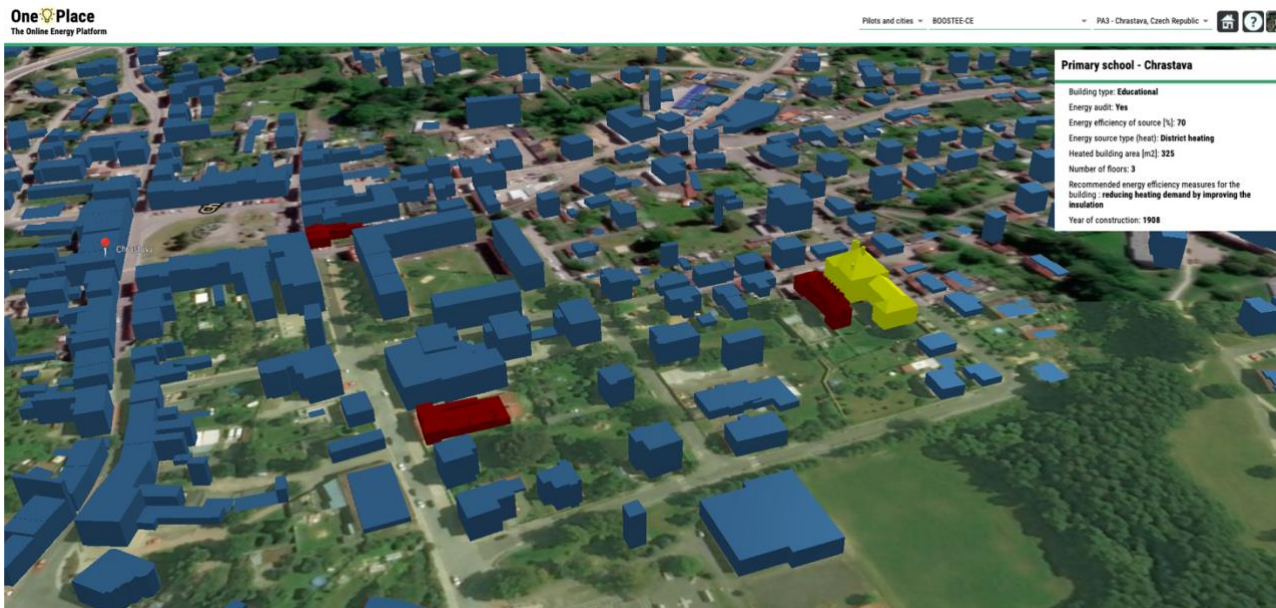 One Place
The Online Energy Platform
Pilots and cities
BOOSTEE-CE
PA3 - Chrastava, Czech Republic
?
Primary school - Chrastava
Building type: Educational
Energy audit: Yes
Energy efficiency of source [%]: 70
Energy source type (heat): District heating
Heated building area [m2]: 325
Number of floors: 3
Recommended energy efficiency measures for the
building : reducing heating demand by improving the
insulation
Year of construction: 1908